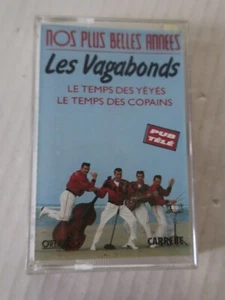 NOS PLUS BELLES ANNEES
Les Vagabonds
LE TEMPS DES YÉYÉS
LE TEMPS DES COPAINS
PUB
TÉLÉ
CARRERE